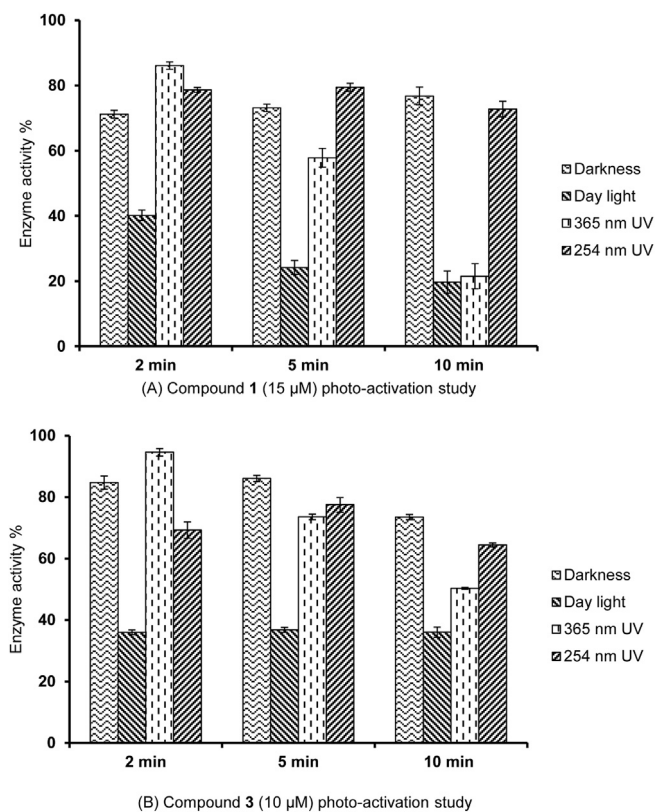 100
80
60
40
20
0
Enzyme activity %
2 min 5 min 10 min
Darkness
Day light
365 nm UV
254 nm UV
(A) Compound 1 (15 µM) photo-activation study
100
80
60
40
20
0
Enzyme activity %
2 min 5 min 10 min
Darkness
Day light
365 nm UV
254 nm UV
(B) Compound 3 (10 µM) photo-activation study